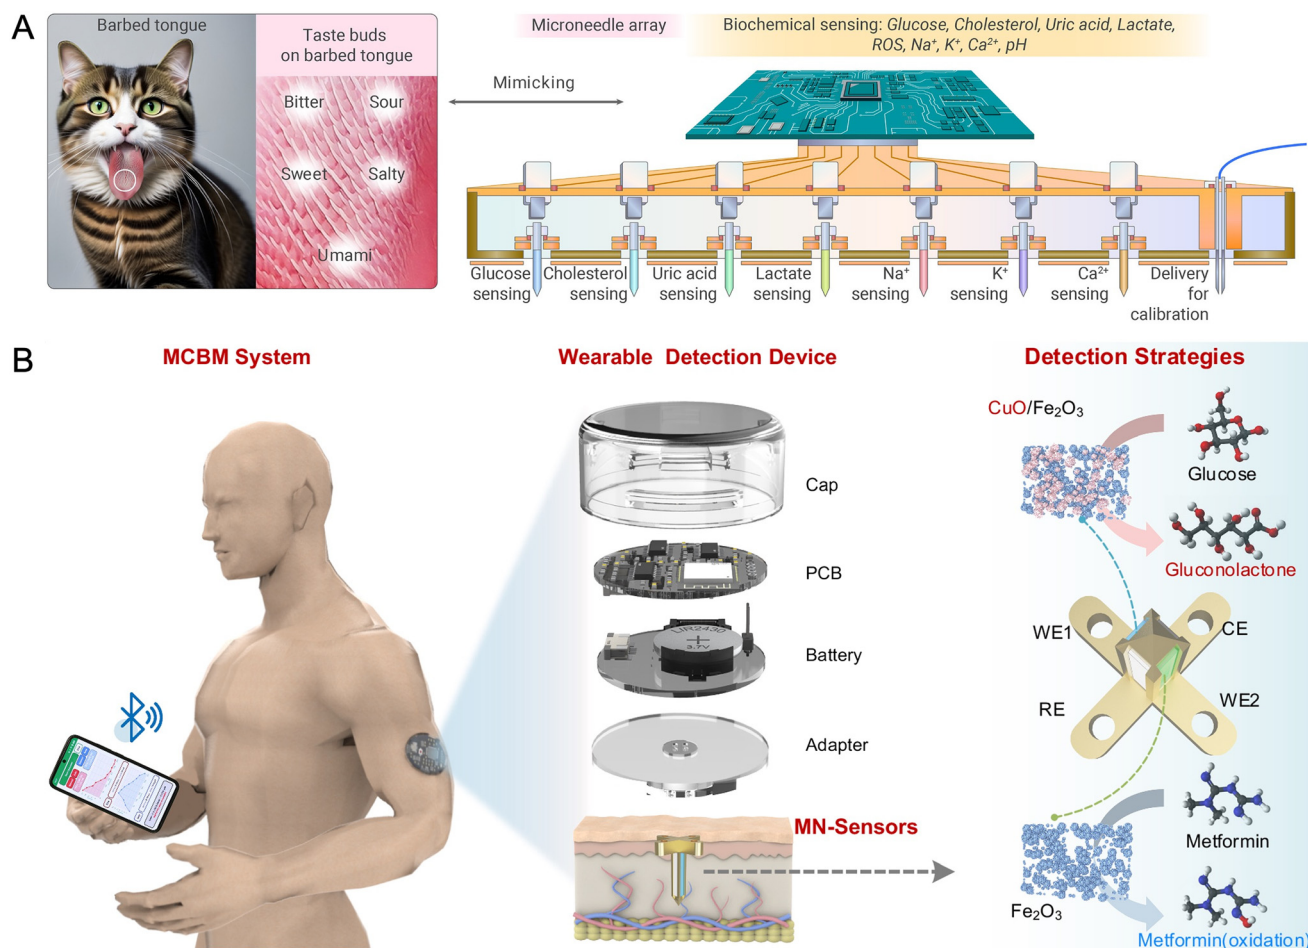 A
Barbed tongue
Taste buds
on barbed tongue
Bitter
Sour
Sweet
Salty
Umami
Mimicking
Microneedle array
Biochemical sensing: Glucose, Cholesterol, Uric acid, Lactate,
ROS, Na⁺, K⁺, Ca²⁺, pH
Glucose
sensing
Cholesterol
sensing
Uric acid
sensing
Lactate
sensing
Na⁺
sensing
K⁺
sensing
Ca²⁺
sensing
Delivery
for
calibration
B
MCBM System
Wearable Detection Device
Cap
PCB
LIR2430
3.7V
Battery
Adapter
MN-Sensors
Detection Strategies
CuO/Fe₂O₃
Glucose
Gluconolactone
WE1
CE
RE
WE2
Metformin
Fe₂O₃
Metformin(oxidation)